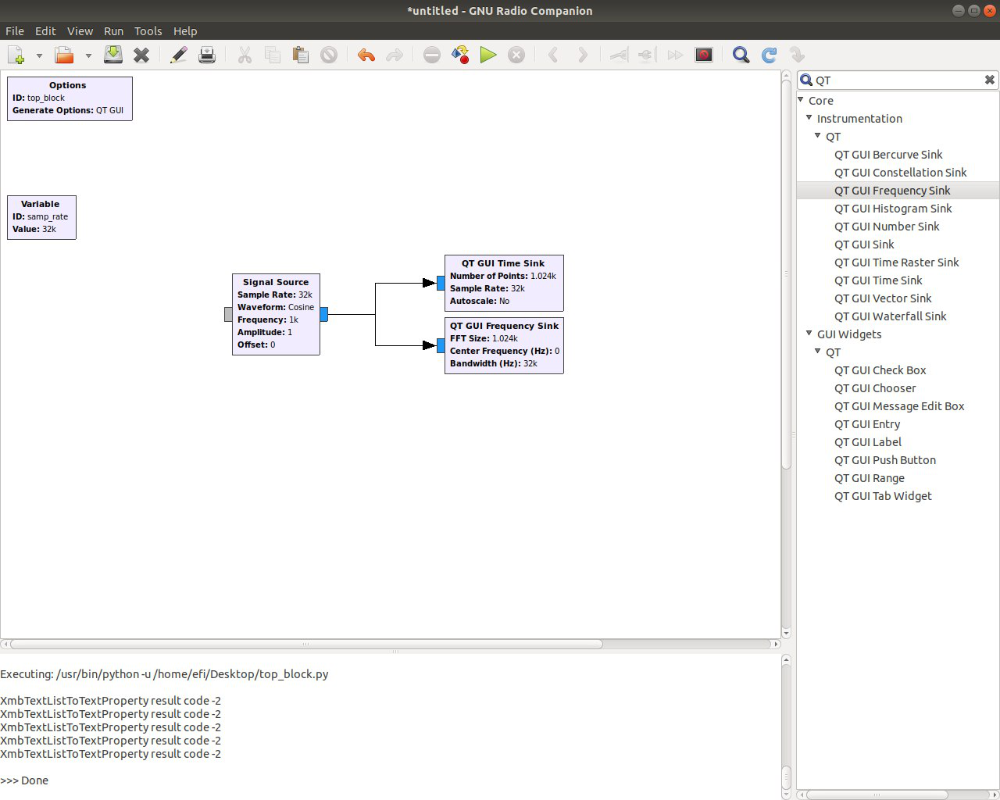 *untitled - GNU Radio Companion
File Edit View Run Tools Help
Options
ID: top_block
Generate Options: QT GUI
Variable
ID: samp_rate
Value: 32k
Signal Source
Sample Rate: 32k
Waveform: Cosine
Frequency: 1k
Amplitude: 1
Offset: 0
QT GUI Time Sink
Number of Points: 1.024k
Sample Rate: 32k
Autoscale: No
QT GUI Frequency Sink
FFT Size: 1.024k
Center Frequency (Hz): 0
Bandwidth (Hz): 32k
QT
Core
Instrumentation
QT
QT GUI Bercurve Sink
QT GUI Constellation Sink
QT GUI Frequency Sink
QT GUI Histogram Sink
QT GUI Number Sink
QT GUI Sink
QT GUI Time Raster Sink
QT GUI Time Sink
QT GUI Vector Sink
QT GUI Waterfall Sink
GUI Widgets
QT
QT GUI Check Box
QT GUI Chooser
QT GUI Message Edit Box
QT GUI Entry
QT GUI Label
QT GUI Push Button
QT GUI Range
QT GUI Tab Widget
Executing: /usr/bin/python -u /home/efi/Desktop/top_block.py
XmbTextListToTextProperty result code -2
XmbTextListToTextProperty result code -2
XmbTextListToTextProperty result code -2
XmbTextListToTextProperty result code -2
XmbTextListToTextProperty result code -2
>>> Done